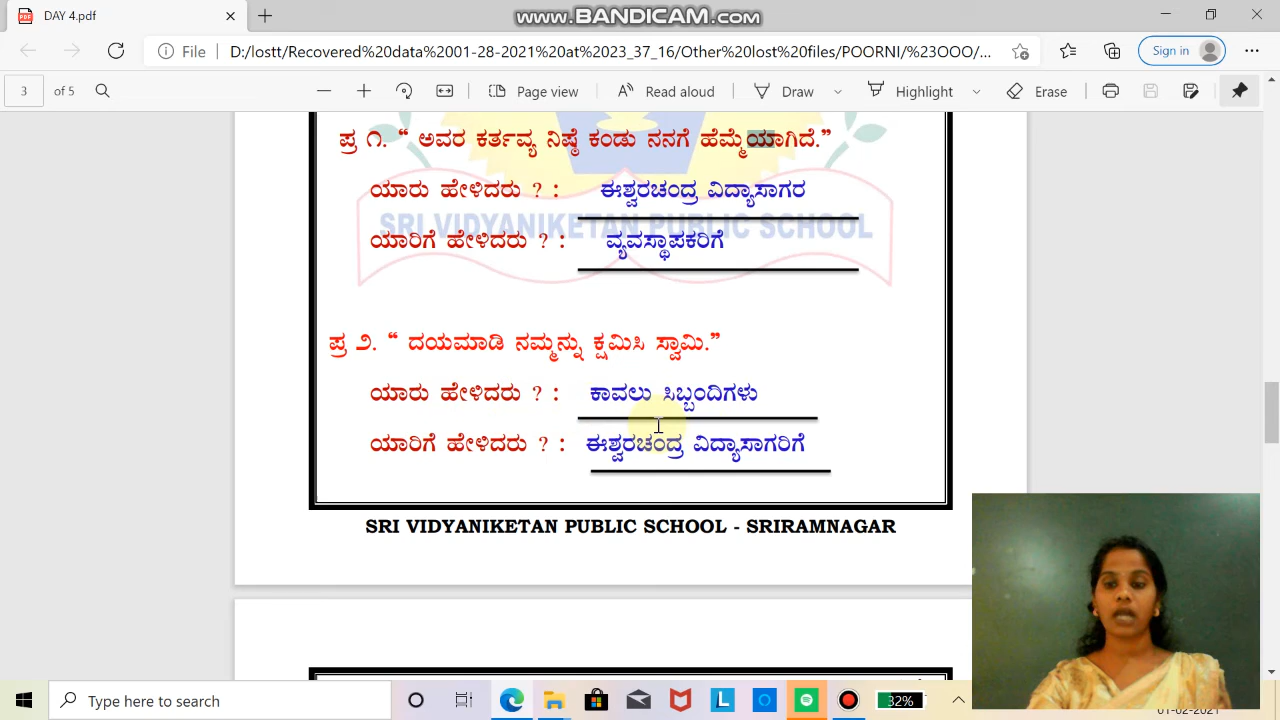 DAY 4.pdf
www.BANDICAM.com
File D:/lostt/Recovered%20data%2001-28-2021%20at%2023_37_16/Other%20lost%20files/POORNI/%23OOO/...
Sign in
3 of 5 Page view Read aloud Draw Highlight Erase
ಪ್ರ ೧. “ ಅವರ ಕರ್ತವ್ಯ ನಿಷ್ಠೆ ಕಂಡು ನನಗೆ ಹೆಮ್ಮೆಯಾಗಿದೆ.”
ಯಾರು ಹೇಳಿದರು ? : ಈಶ್ವರಚಂದ್ರ ವಿದ್ಯಾಸಾಗರ
SRI VIDYANIKETAN PUBLIC SCHOOL
ಯಾರಿಗೆ ಹೇಳಿದರು ? : ವ್ಯವಸ್ಥಾಪಕರಿಗೆ
ಪ್ರ ೨. “ ದಯಮಾಡಿ ನಮ್ಮನ್ನು ಕ್ಷಮಿಸಿ ಸ್ವಾಮಿ.”
ಯಾರು ಹೇಳಿದರು ? : ಕಾವಲು ಸಿಬ್ಬಂದಿಗಳು
ಯಾರಿಗೆ ಹೇಳಿದರು ? : ಈಶ್ವರಚಂದ್ರ ವಿದ್ಯಾಸಾಗರಿಗೆ
SRI VIDYANIKETAN PUBLIC SCHOOL - SRIRAMNAGAR
Type here to search
32%
01-02-2021